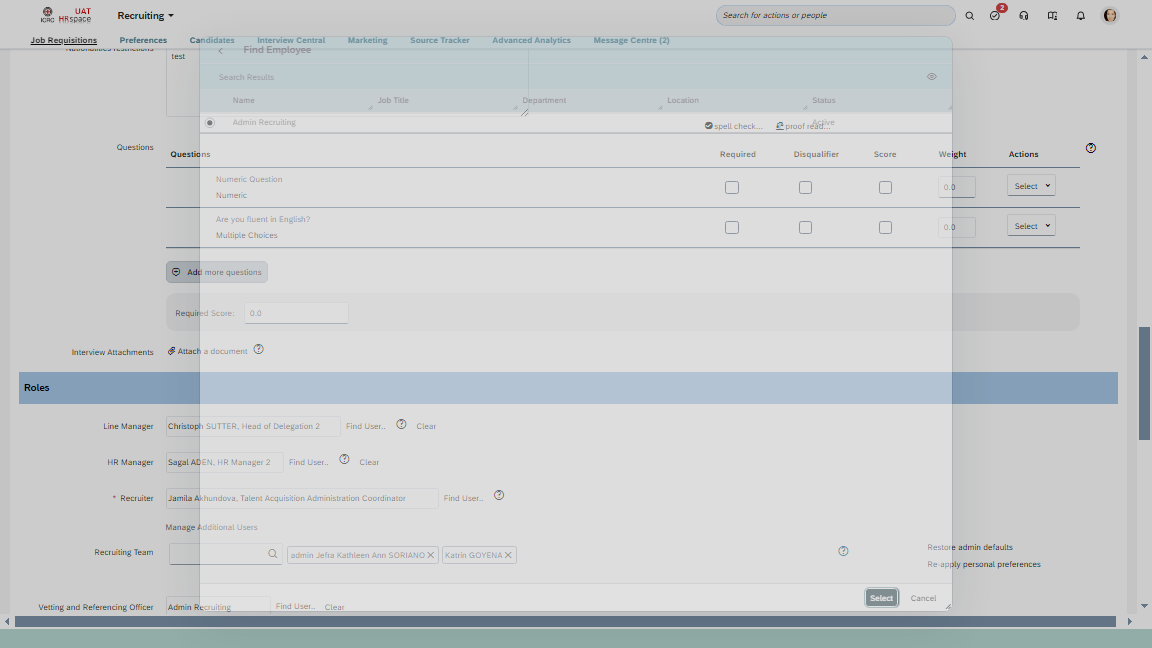 UAT
ICRC HRspace
Recruiting
Search for actions or people
2
Job Requisitions Preferences Candidates Interview Central Marketing Source Tracker Advanced Analytics Message Centre (2)
Nationalities restrictions
Find Employee
test
Search Results
Name Job Title Department Location Status
Admin Recruiting Active
spell check... proof read...
Questions
Questions Required Disqualifier Score Weight Actions
Numeric Question
Numeric
0.0 Select
Are you fluent in English?
Multiple Choices
0.0 Select
Add more questions
Required Score: 0.0
Interview Attachments Attach a document
Roles
Line Manager Christoph SUTTER, Head of Delegation 2 Find User.. Clear
HR Manager Sagal ADEN, HR Manager 2 Find User.. Clear
* Recruiter Jamila Akhundova, Talent Acquisition Administration Coordinator Find User..
Manage Additional Users
Recruiting Team admin Jefra Kathleen Ann SORIANO Katrin GOYENA
Restore admin defaults
Re-apply personal preferences
Select Cancel
Vetting and Referencing Officer Admin Recruiting Find User.. Clear